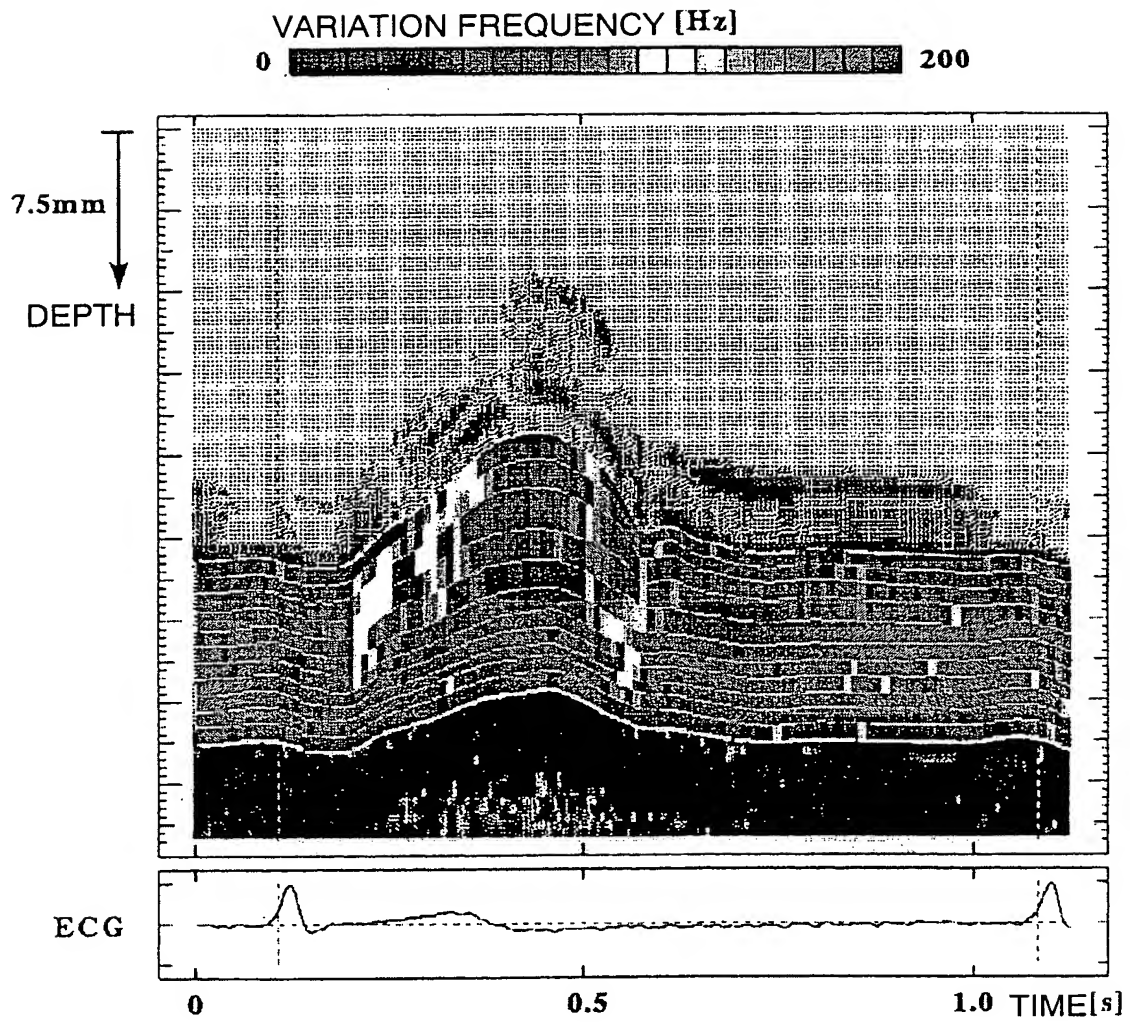 VARIATION FREQUENCY [Hz]
0 200
7.5mm
DEPTH
ECG
0 0.5 1.0 TIME[s]